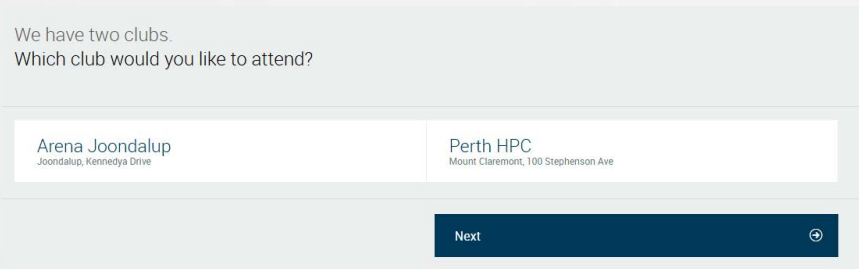 We have two clubs.
Which club would you like to attend?
Arena Joondalup
Joondalup, Kennedya Drive
Perth HPC
Mount Claremont, 100 Stephenson Ave
Next